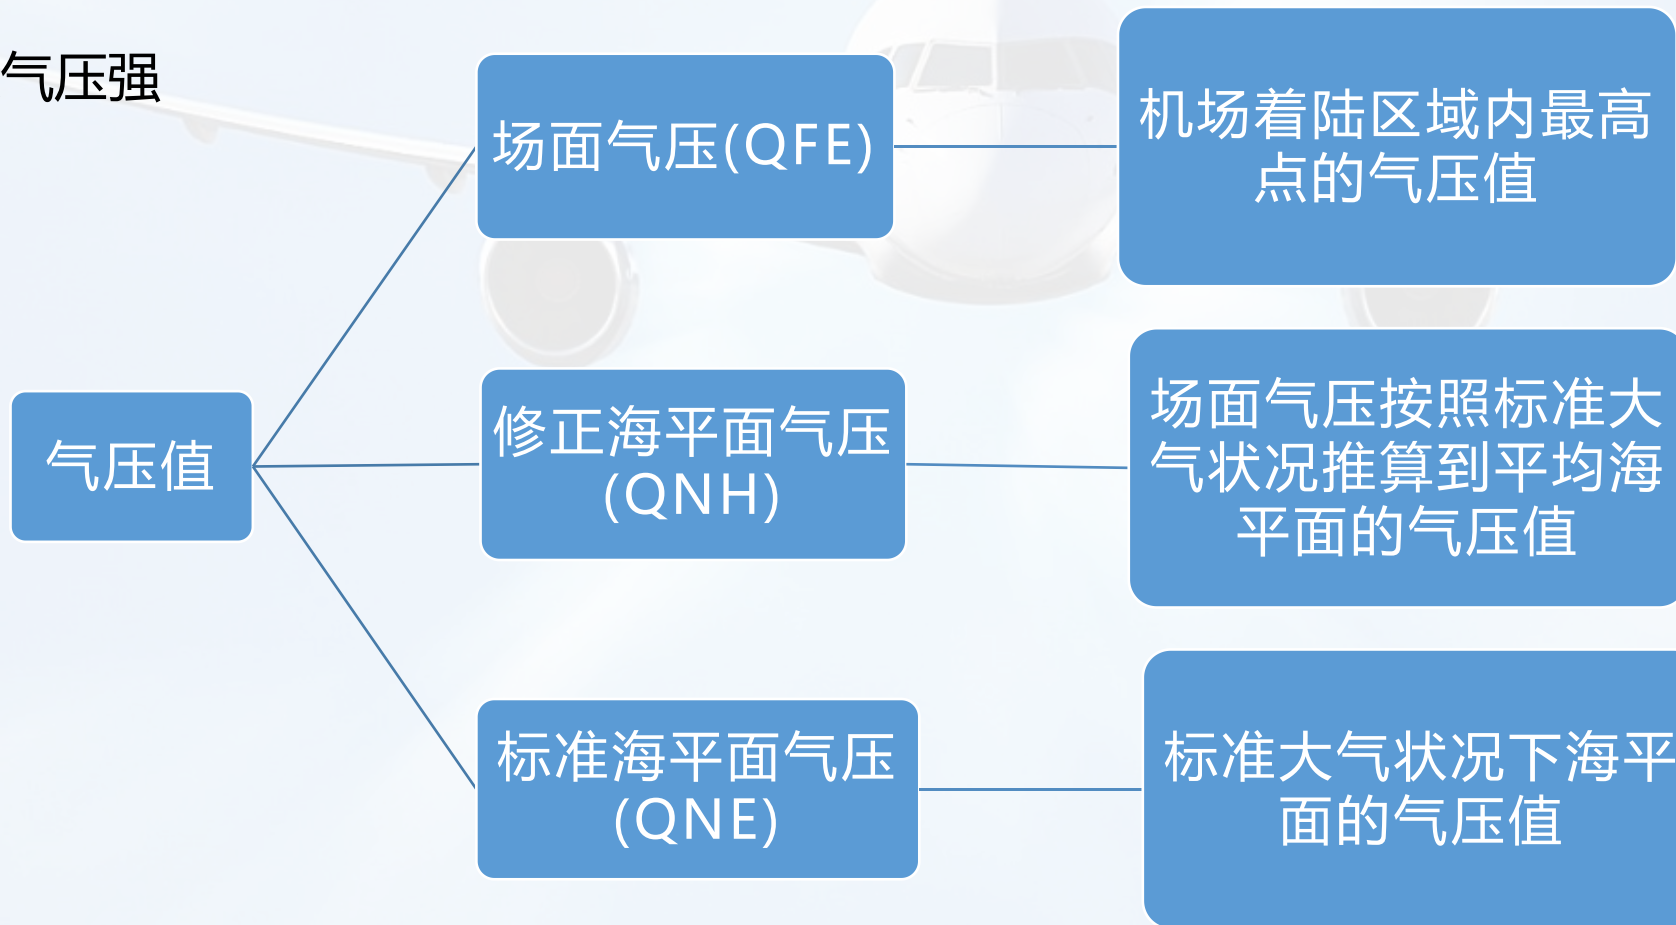 气压强
场面气压(QFE)
机场着陆区域内最高
点的气压值
气压值
修正海平面气压
(QNH)
场面气压按照标准大
气状况推算到平均海
平面的气压值
标准海平面气压
(QNE)
标准大气状况下海平
面的气压值